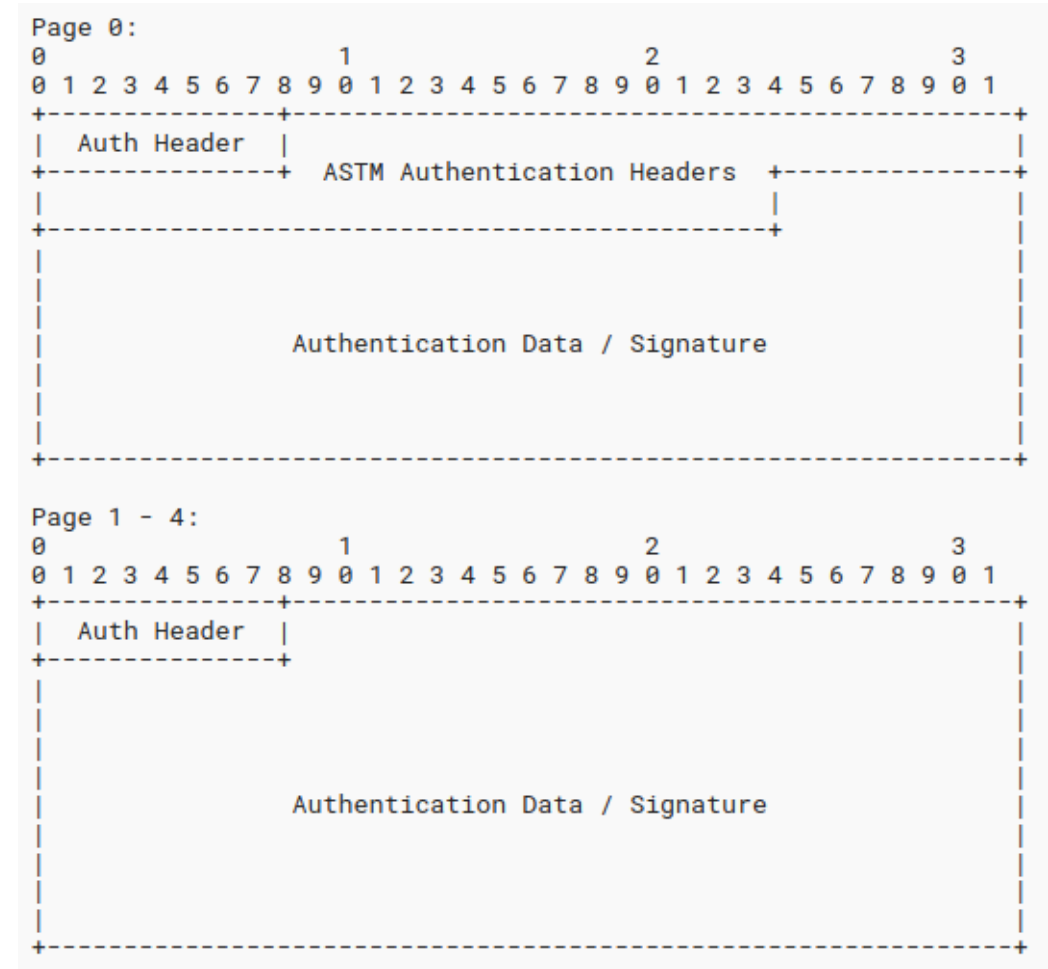 Page 0:
0                   1                   2                   3
0 1 2 3 4 5 6 7 8 9 0 1 2 3 4 5 6 7 8 9 0 1 2 3 4 5 6 7 8 9 0 1
+---------------+-----------------------------------------------+
|  Auth Header  |                                               |
+---------------+  ASTM Authentication Headers  +---------------+
|                                               |               |
+-----------------------------------------------+               |
|                                                               |
|                                                               |
|                                                               |
|                Authentication Data / Signature                |
|                                                               |
|                                                               |
|                                                               |
+---------------------------------------------------------------+

Page 1 - 4:
0                   1                   2                   3
0 1 2 3 4 5 6 7 8 9 0 1 2 3 4 5 6 7 8 9 0 1 2 3 4 5 6 7 8 9 0 1
+---------------+-----------------------------------------------+
|  Auth Header  |                                               |
+---------------+                                               |
|                                                               |
|                                                               |
|                                                               |
|                                                               |
|                Authentication Data / Signature                |
|                                                               |
|                                                               |
|                                                               |
|                                                               |
+---------------------------------------------------------------+